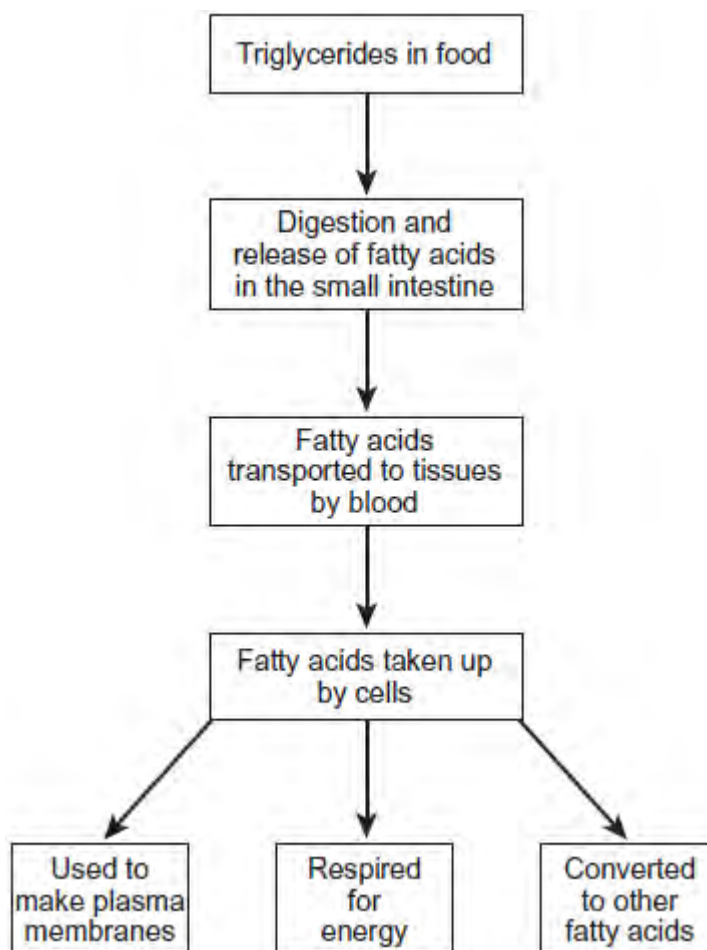 Triglycerides in food
Digestion and
release of fatty acids
in the small intestine
Fatty acids
transported to tissues
by blood
Fatty acids taken up
by cells
Used to
make plasma
membranes
Respired
for
energy
Converted
to other
fatty acids